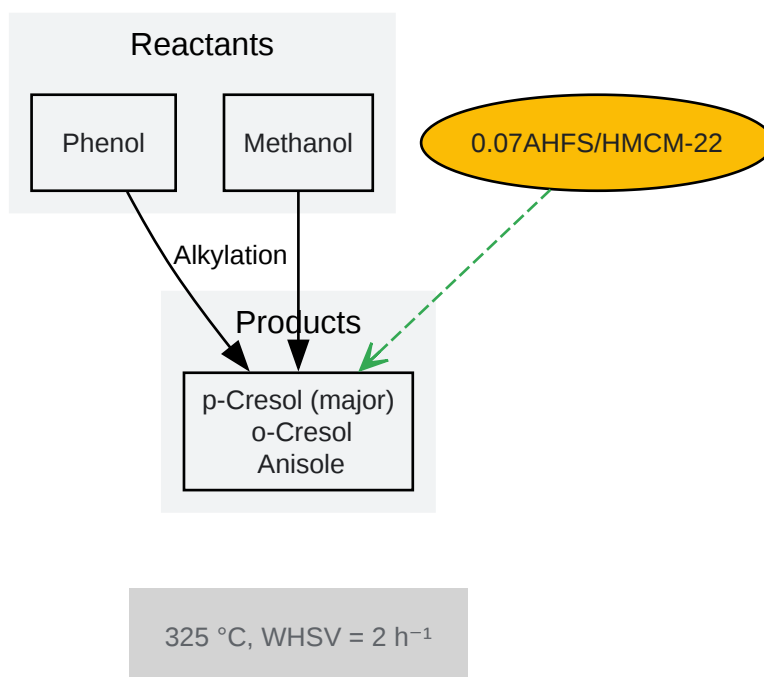 Reactants
Phenol
Methanol
0.07AHFS/HMCM-22
Alkylation
Products
p-Cresol (major)
o-Cresol
Anisole
325 °C, WHSV = 2 h⁻¹